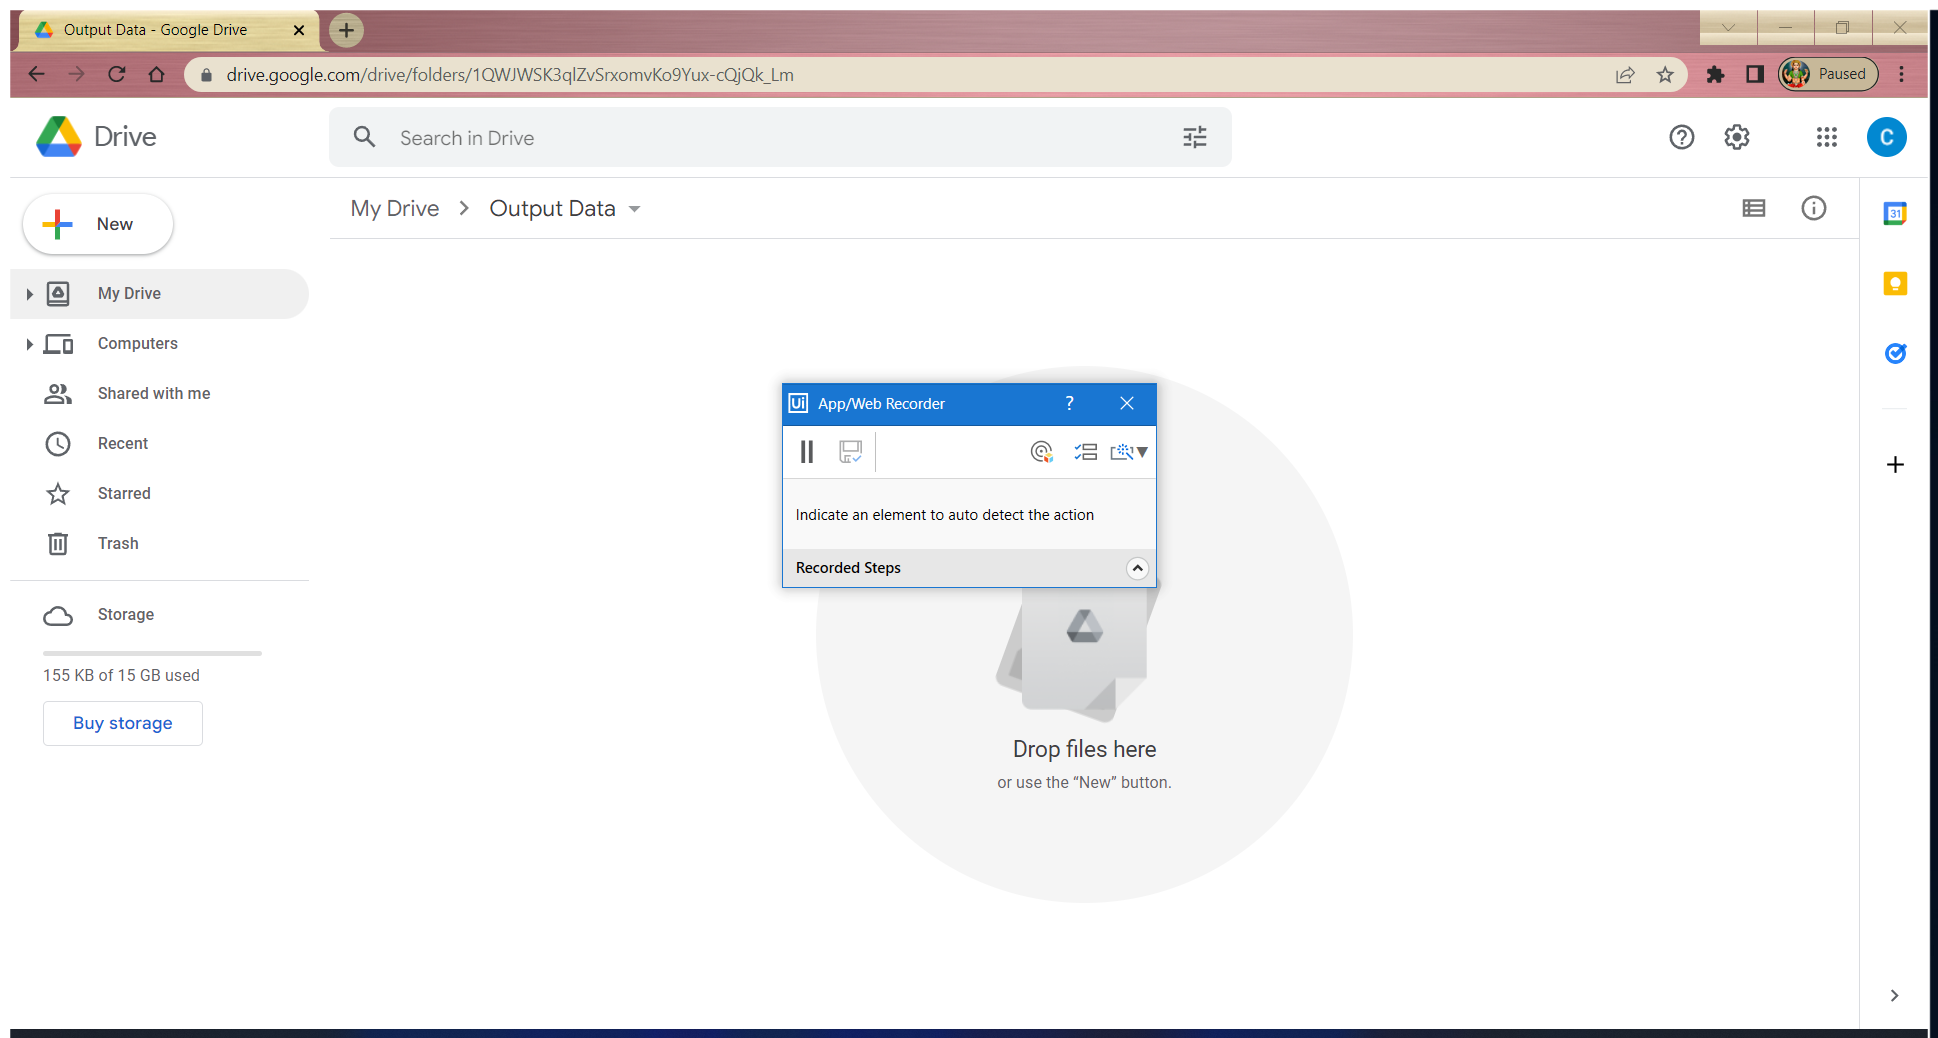 Output Data - Google Drive
drive.google.com/drive/folders/1QWJWSK3qlZvSrxomvKo9Yux-cQjQk_Lm
Paused
Drive
Search in Drive
C
New
My Drive
Output Data
31
My Drive
Computers
Shared with me
Recent
Starred
Trash
Storage
155 KB of 15 GB used
Buy storage
Ui App/Web Recorder ?
Indicate an element to auto detect the action
Recorded Steps
Drop files here
or use the “New” button.